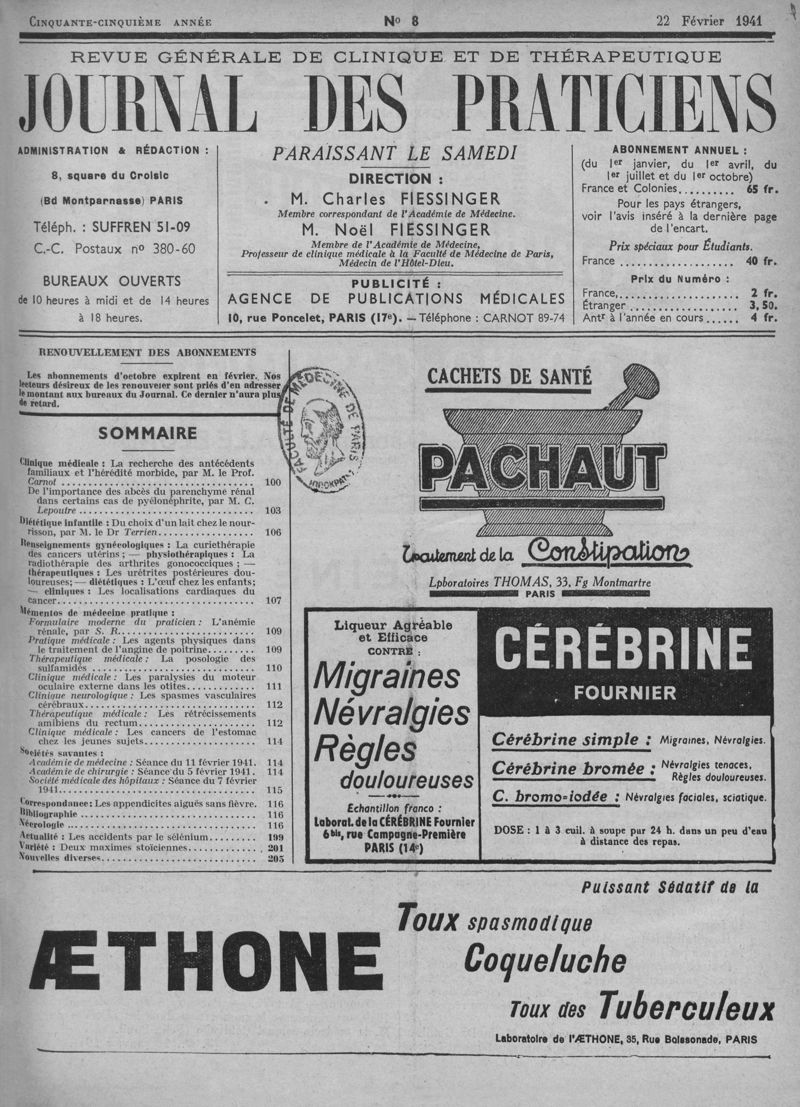 CINQUANTE-CINQUIÈME ANNÉE
N° 8
22 Février 1941
REVUE GÉNÉRALE DE CLINIQUE ET DE THÉRAPEUTIQUE
JOURNAL DES PRATICIENS
ADMINISTRATION & RÉDACTION :
8, square du Croisic
(Bd Montparnasse) PARIS
Téléph. : SUFFREN 51-09
C.-C. Postaux n° 380-60
BUREAUX OUVERTS
de 10 heures à midi et de 14 heures
à 18 heures.
PARAISSANT LE SAMEDI
DIRECTION :
M. Charles FIESSINGER
Membre correspondant de l'Académie de Médecine.
M. Noël FIESSINGER
Membre de l'Académie de Médecine,
Professeur de clinique médicale à la Faculté de Médecine de Paris,
Médecin de l'Hôtel-Dieu.
PUBLICITÉ :
AGENCE DE PUBLICATIONS MÉDICALES
10, rue Poncelet, PARIS (17e). — Téléphone : CARNOT 89-74
ABONNEMENT ANNUEL :
(du 1er janvier, du 1er avril, du
1er juillet et du 1er octobre)
France et Colonies.......... 65 fr.
Pour les pays étrangers,
voir l'avis inséré à la dernière page
de l'encart.
Prix spéciaux pour Étudiants.
France .................... 40 fr.
Prix du Numéro :
France...................... 2 fr.
Étranger ................... 3,50.
Antr à l'année en cours ...... 4 fr.
RENOUVELLEMENT DES ABONNEMENTS
Les abonnements d'octobre expirent en février. Nos
lecteurs désireux de les renouveler sont priés d'en adresser
le montant aux bureaux du Journal. Ce dernier n'aura plus
de retard.
SOMMAIRE
Clinique médicale : La recherche des antécédents
familiaux et l'hérédité morbide, par M. le Prof.
Carnot .................................... 100
De l'importance des abcès du parenchyme rénal
dans certains cas de pyélonéphrite, par M. C.
Lepoutre .................................. 103
Diététique infantile : Du choix d'un lait chez le nour-
risson, par M. le Dr Terrien.................. 106
Renseignements gynécologiques : La curiethérapie
des cancers utérins ; — physiothérapiques : La
radiothérapie des arthrites gonococciques ; —
thérapeutiques : Les urétrites postérieures dou-
loureuses; — diététiques : L'œuf chez les enfants;
— cliniques : Les localisations cardiaques du
cancer..................................... 107
Mémentos de médecine pratique :
Formulaire moderne du praticien : L'anémie
rénale, par S. R........................... 109
Pratique médicale : Les agents physiques dans
le traitement de l'angine de poitrine......... 109
Thérapeutique médicale : La posologie des
sulfamidés ................................ 110
Clinique médicale : Les paralysies du moteur
oculaire externe dans les otites.............. 111
Clinique neurologique : Les spasmes vasculaires
cérébraux.................................. 112
Thérapeutique médicale : Les rétrécissements
amibiens du rectum......................... 112
Clinique médicale : Les cancers de l'estomac
chez les jeunes sujets....................... 114
Sociétés savantes :
Académie de médecine : Séance du 11 février 1941. 114
Académie de chirurgie : Séance du 5 février 1941. 114
Société médicale des hôpitaux : Séance du 7 février
1941....................................... 115
Correspondance: Les appendicites aiguës sans fièvre. 116
Bibliographie ................................ 116
Nécrologie ................................... 116
Actualité : Les accidents par le sélénium........ 199
Variété : Deux maximes stoïciennes............. 201
Nouvelles diverses............................. 205
FACULTÉ DE MÉDECINE DE PARIS
CACHETS DE SANTÉ
PACHAUT
Traitement de la Constipation
Lpboratoires THOMAS, 33, Fg Montmartre
PARIS
Liqueur Agréable
et Efficace
CONTRE :
Migraines
Névralgies
Règles
douloureuses
Échantillon franco :
Laborat. de la CÉRÉBRINE Fournier
6bis, rue Campagne-Première
PARIS (14e)
CÉRÉBRINE
FOURNIER
Cérébrine simple : Migraines, Névralgies.
Cérébrine bromée : Névralgies tenaces,
Règles douloureuses.
C. bromo-iodée : Névralgies faciales, sciatique.
DOSE : 1 à 3 cuil. à soupe par 24 h. dans un peu d'eau
à distance des repas.
ÆTHONE
Puissant Sédatif de la
Toux spasmodique
Coqueluche
Toux des Tuberculeux
Laboratoire de l'ÆTHONE, 35, Rue Boissonade, PARIS